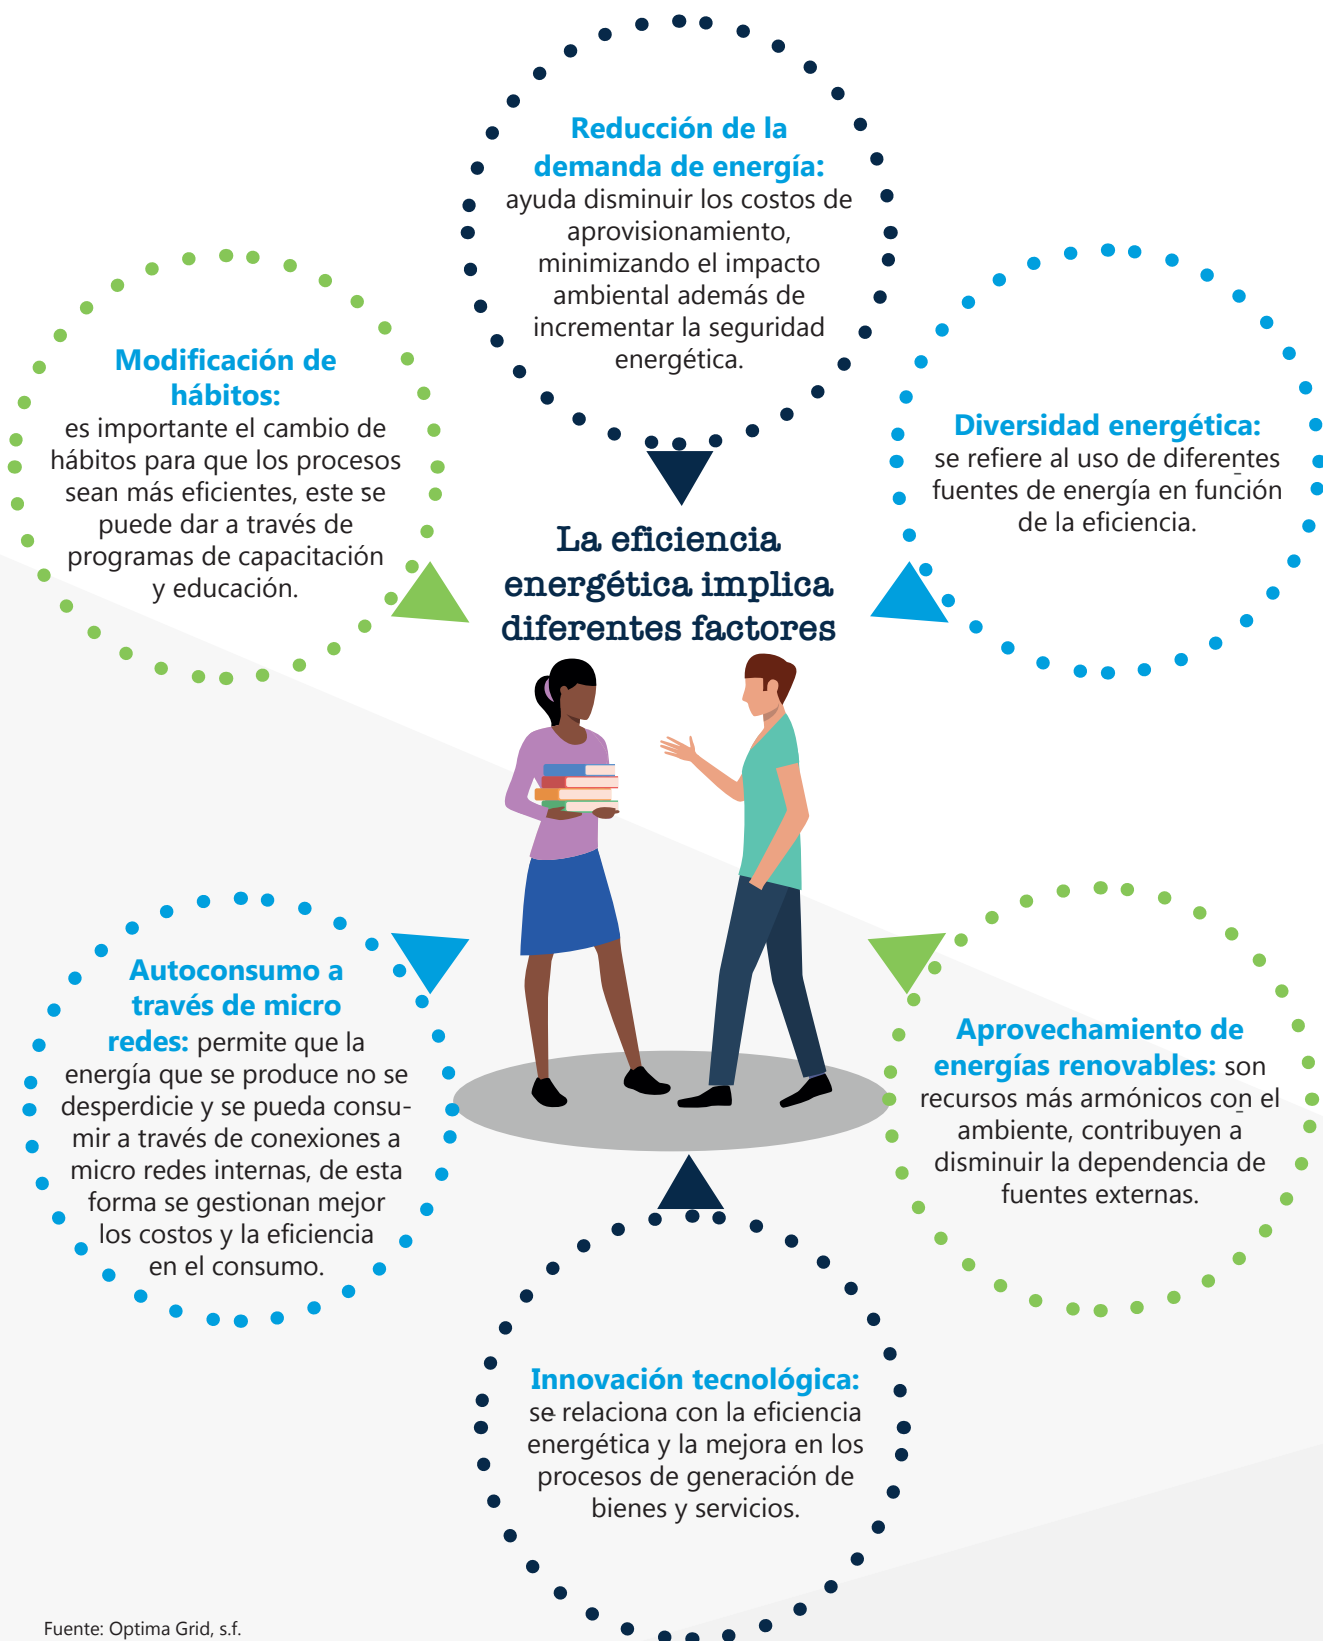 Reducción de la
demanda de energía:
ayuda disminuir los costos de
aprovisionamiento,
minimizando el impacto
ambiental además de
incrementar la seguridad
energética.
Modificación de
hábitos:
es importante el cambio de
hábitos para que los procesos
sean más eficientes, este se
puede dar a través de
programas de capacitación
y educación.
Diversidad energética:
se refiere al uso de diferentes
fuentes de energía en función
de la eficiencia.
La eficiencia
energética implica
diferentes factores
Autoconsumo a
través de micro
redes: permite que la
energía que se produce no se
desperdicie y se pueda consu-
mir a través de conexiones a
micro redes internas, de esta
forma se gestionan mejor
los costos y la eficiencia
en el consumo.
Aprovechamiento de
energías renovables: son
recursos más armónicos con el
ambiente, contribuyen a
disminuir la dependencia de
fuentes externas.
Innovación tecnológica:
se relaciona con la eficiencia
energética y la mejora en los
procesos de generación de
bienes y servicios.
Fuente: Optima Grid, s.f.